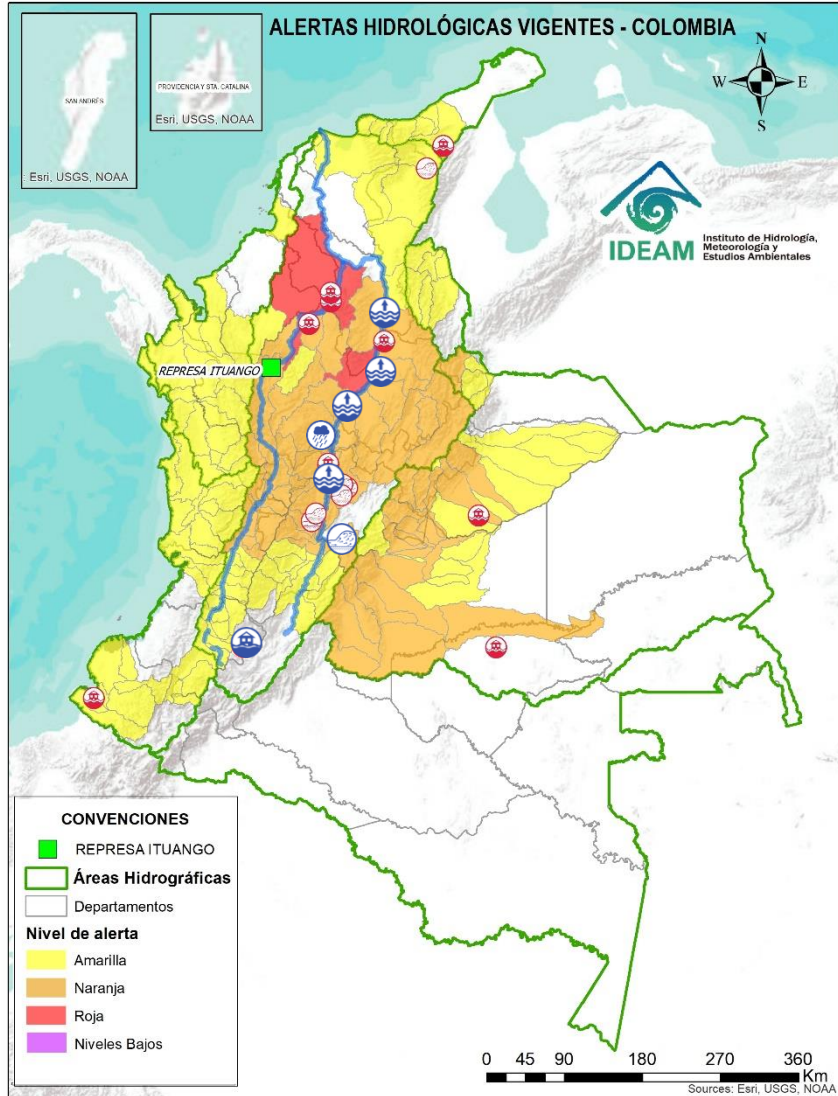 ALERTAS HIDROLÓGICAS VIGENTES - COLOMBIA
SAN ANDRÉS
Esri, USGS, NOAA
PROVIDENCIA Y STA. CATALINA
Esri, USGS, NOAA
N
W
E
S
IDEAM
Instituto de Hidrología,
Meteorología y
Estudios Ambientales
REPRESA ITUANGO
CONVENCIONES
REPRESA ITUANGO
Áreas Hidrográficas
Departamentos
Nivel de alerta
Amarilla
Naranja
Roja
Niveles Bajos
0 45 90 180 270 360
Km
Sources: Esri, USGS, NOAA